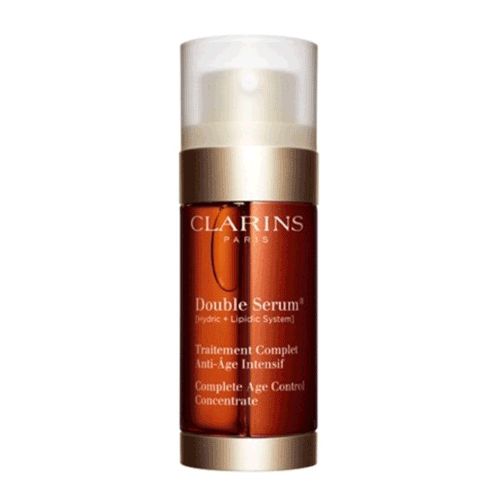 CLARINS
PARIS
Double Serum®
[Hydric + Lipidic System]
Traitement Complet
Anti-Âge Intensif
Complete Age Control
Concentrate